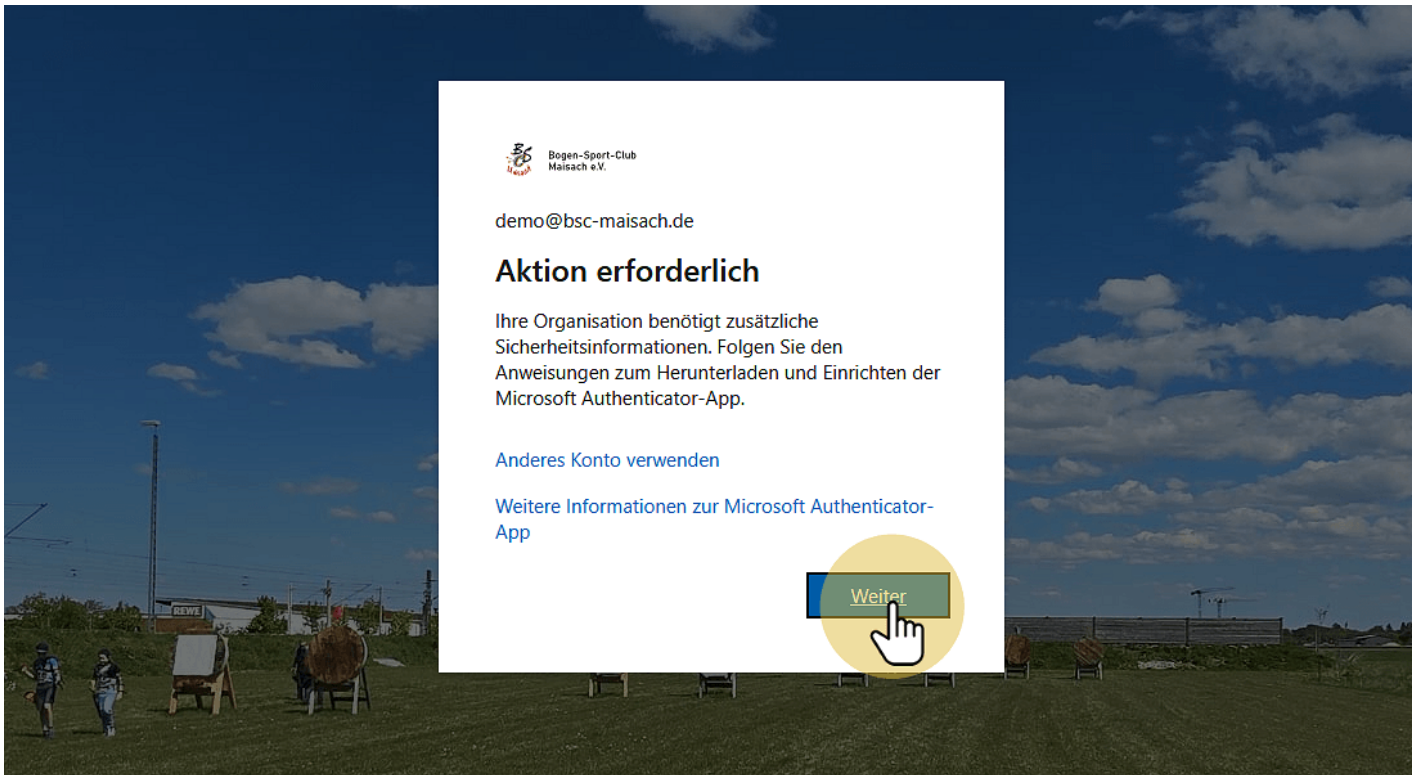 Bogen-Sport-Club
Maisach e.V.
demo@bsc-maisach.de
Aktion erforderlich
Ihre Organisation benötigt zusätzliche
Sicherheitsinformationen. Folgen Sie den
Anweisungen zum Herunterladen und Einrichten der
Microsoft Authenticator-App.
Anderes Konto verwenden
Weitere Informationen zur Microsoft Authenticator-
App
Weiter
REWE